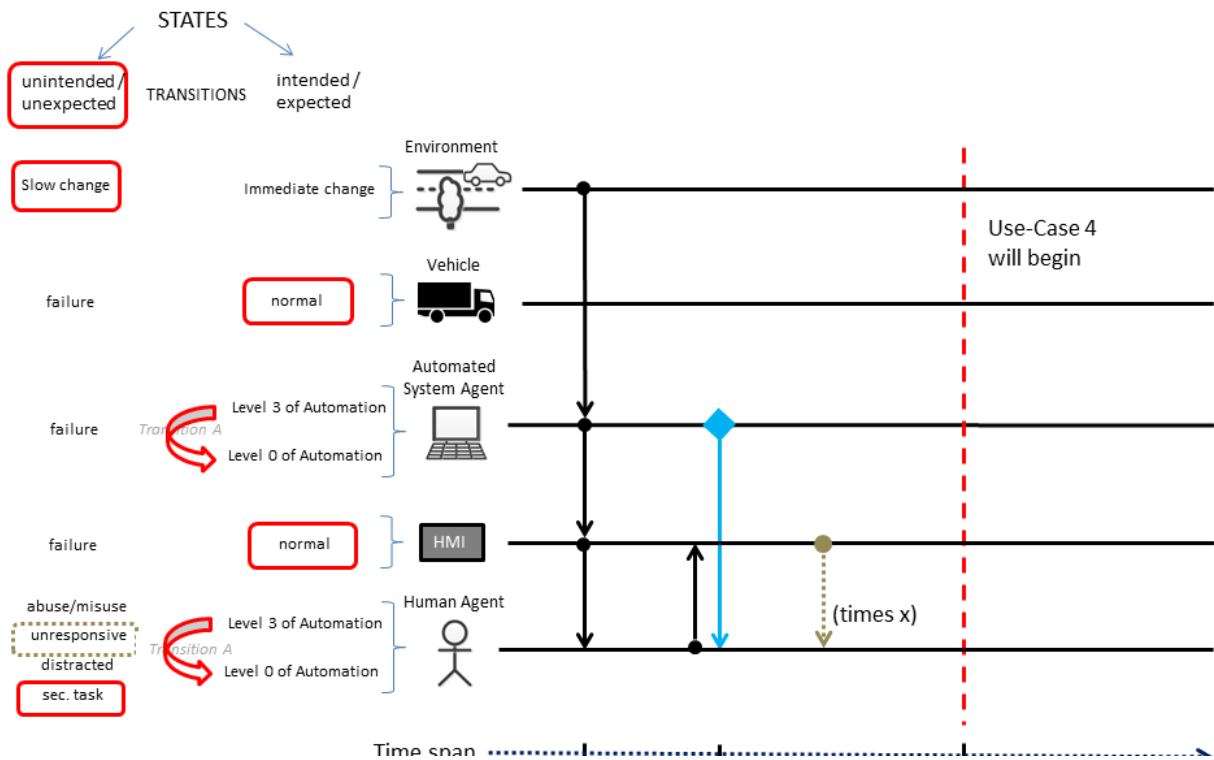 STATES
unintended/
unexpected
TRANSITIONS
intended/
expected
Environment
Slow change
Immediate change
Use-Case 4
will begin
Vehicle
failure
normal
Automated
System Agent
Level 3 of Automation
failure
Transition A
Level 0 of Automation
failure
normal
HMI
Human Agent
abuse/misuse
Level 3 of Automation
(times x)
unresponsive
Transition A
distracted
Level 0 of Automation
sec. task
Time span